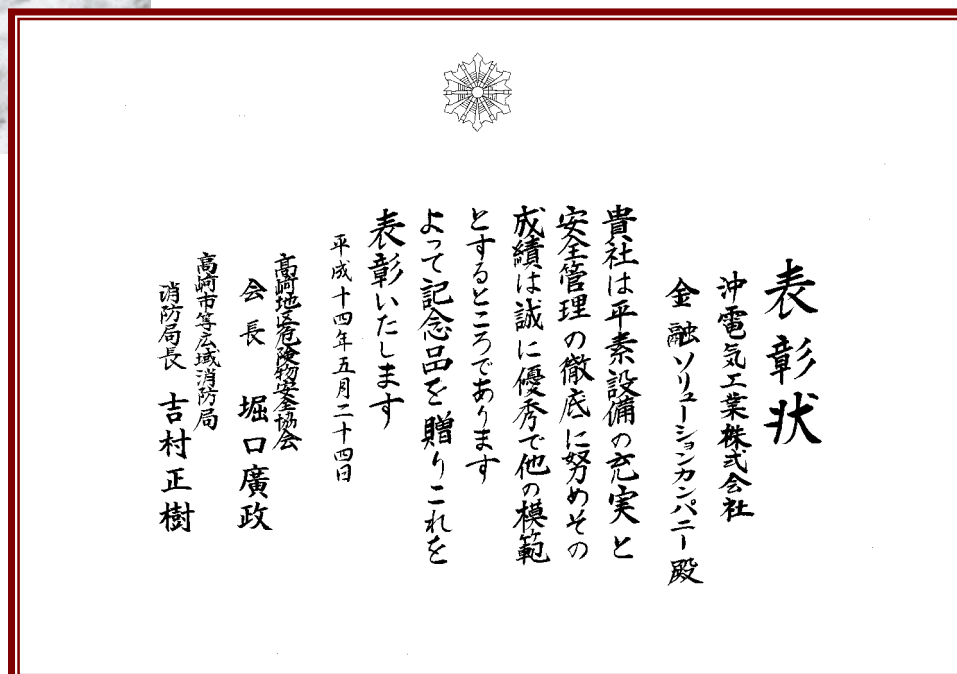 表彰状
沖電気工業株式会社
金融ソリューションカンパニー殿
貴社は平素設備の充実と
安全管理の徹底に努めその
成績は誠に優秀で他の模範
とするところであります
よって記念品を贈りこれを
表彰いたします
平成十四年五月二十四日
高崎地区危険物安全協会
会長 堀口廣政
高崎市等広域消防局
消防局長 吉村正樹